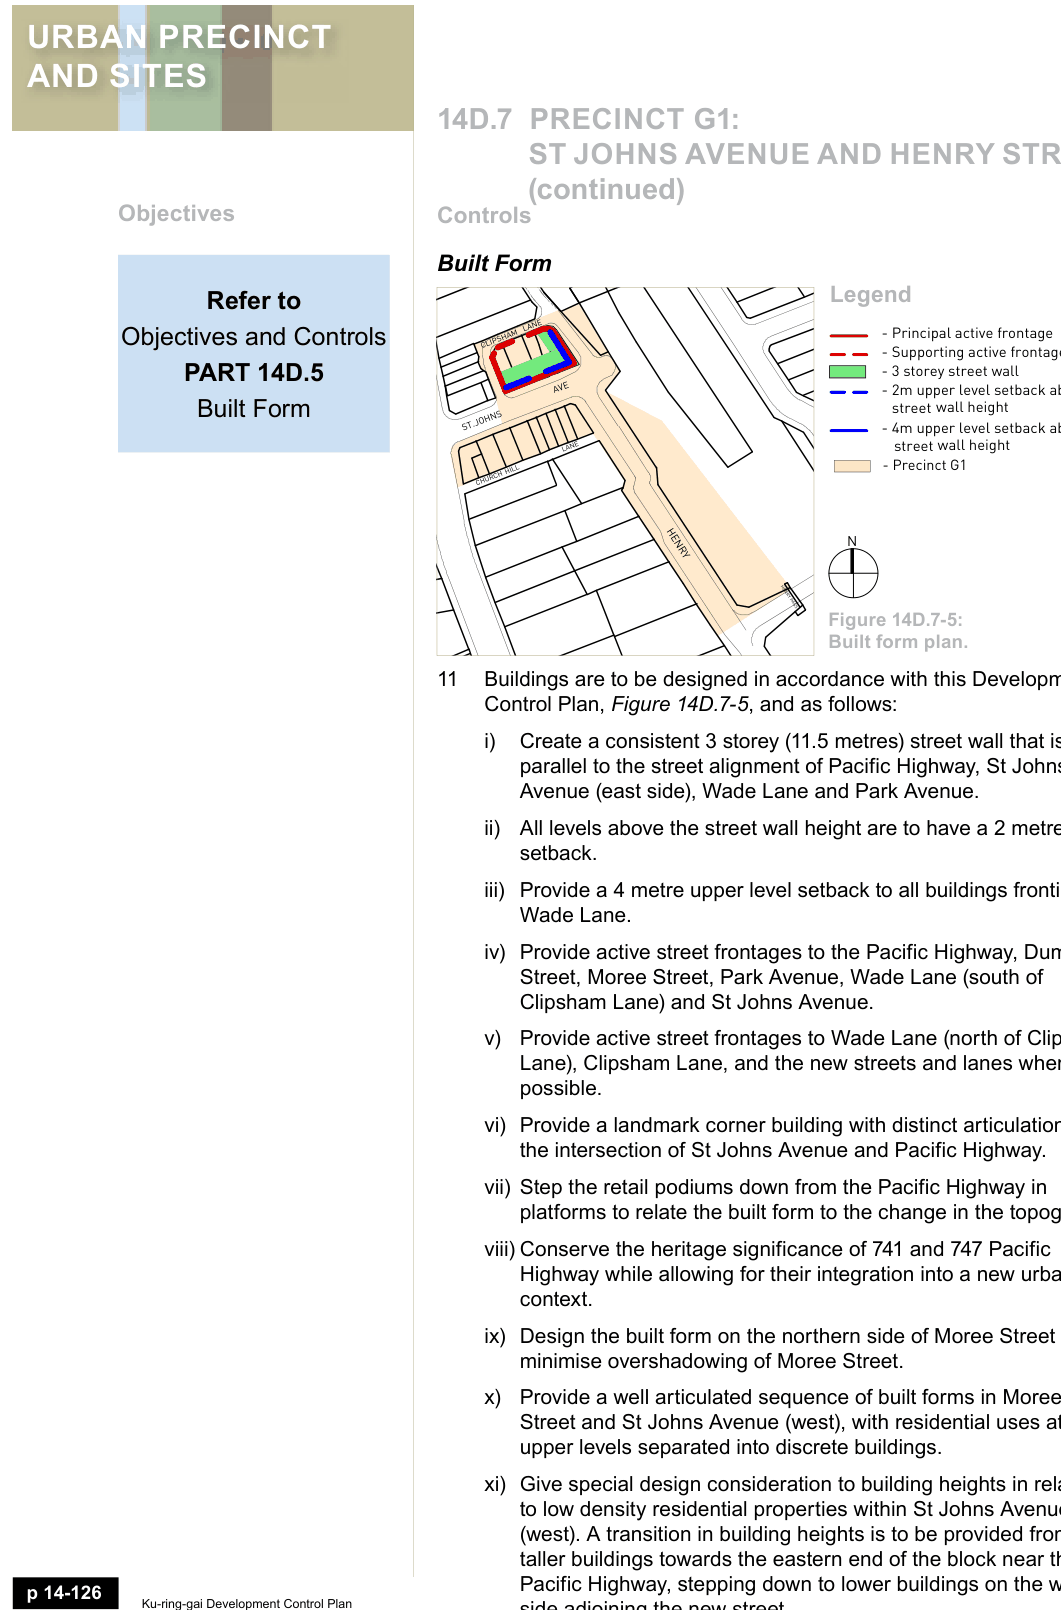 URBAN PRECINCT
AND SITES
14D.7 PRECINCT G1:
ST JOHNS AVENUE AND HENRY STR
(continued)
Objectives
Controls
Refer to
Objectives and Controls
PART 14D.5
Built Form
Built Form
CLIPSHAM LANE
AVE
ST.JOHNS
LANE
CHURCH HILL
HENRY
Legend
- Principal active frontage
- Supporting active frontage
- 3 storey street wall
- 2m upper level setback ab
street wall height
- 4m upper level setback ab
street wall height
- Precinct G1
N
Figure 14D.7-5:
Built form plan.
11 Buildings are to be designed in accordance with this Developm
Control Plan, Figure 14D.7-5, and as follows:
i) Create a consistent 3 storey (11.5 metres) street wall that is
parallel to the street alignment of Pacific Highway, St Johns
Avenue (east side), Wade Lane and Park Avenue.
ii) All levels above the street wall height are to have a 2 metre
setback.
iii) Provide a 4 metre upper level setback to all buildings fronti
Wade Lane.
iv) Provide active street frontages to the Pacific Highway, Dum
Street, Moree Street, Park Avenue, Wade Lane (south of
Clipsham Lane) and St Johns Avenue.
v) Provide active street frontages to Wade Lane (north of Clip
Lane), Clipsham Lane, and the new streets and lanes wher
possible.
vi) Provide a landmark corner building with distinct articulation
the intersection of St Johns Avenue and Pacific Highway.
vii) Step the retail podiums down from the Pacific Highway in
platforms to relate the built form to the change in the topog
viii) Conserve the heritage significance of 741 and 747 Pacific
Highway while allowing for their integration into a new urba
context.
ix) Design the built form on the northern side of Moree Street
minimise overshadowing of Moree Street.
x) Provide a well articulated sequence of built forms in Moree
Street and St Johns Avenue (west), with residential uses at
upper levels separated into discrete buildings.
xi) Give special design consideration to building heights in rela
to low density residential properties within St Johns Avenue
(west). A transition in building heights is to be provided from
taller buildings towards the eastern end of the block near th
Pacific Highway, stepping down to lower buildings on the w
side adjoining the new street.
p 14-126
Ku-ring-gai Development Control Plan